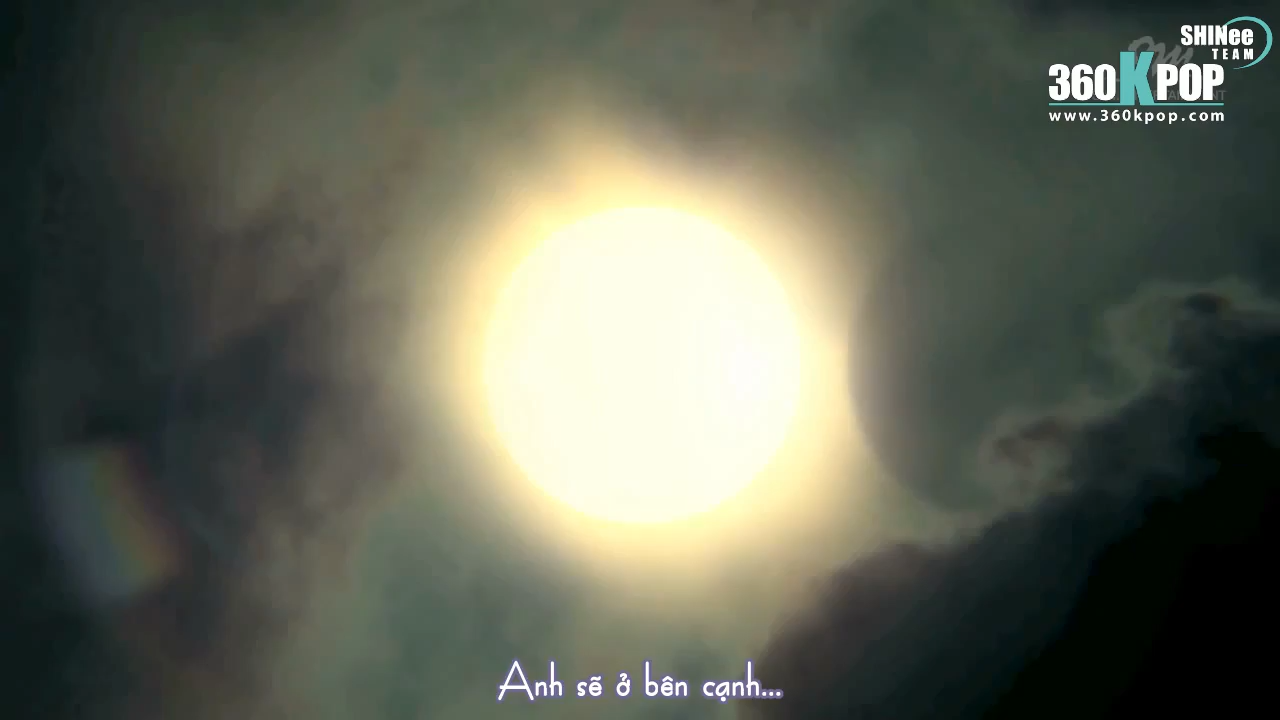 SHINee
TEAM
360KPOP
www.360kpop.com
Anh sẽ ở bên cạnh...